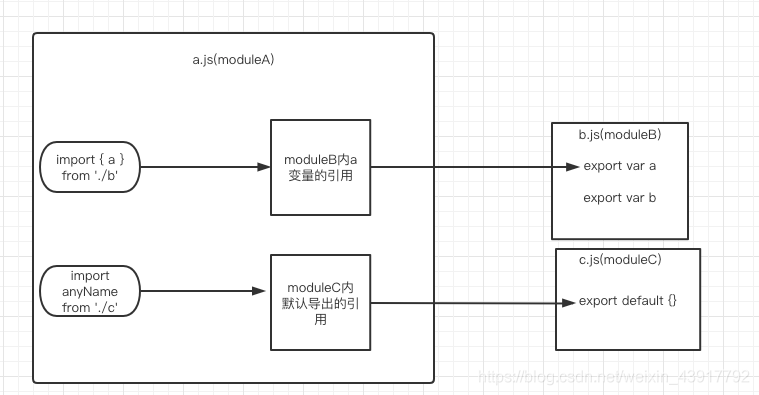 a.js(moduleA)
import { a }
from './b'
moduleB内a
变量的引用
b.js(moduleB)
export var a
export var b
import
anyName
from './c'
moduleC内
默认导出的引
用
c.js(moduleC)
export default {}
https://blog.csdn.net/weixin_43917792